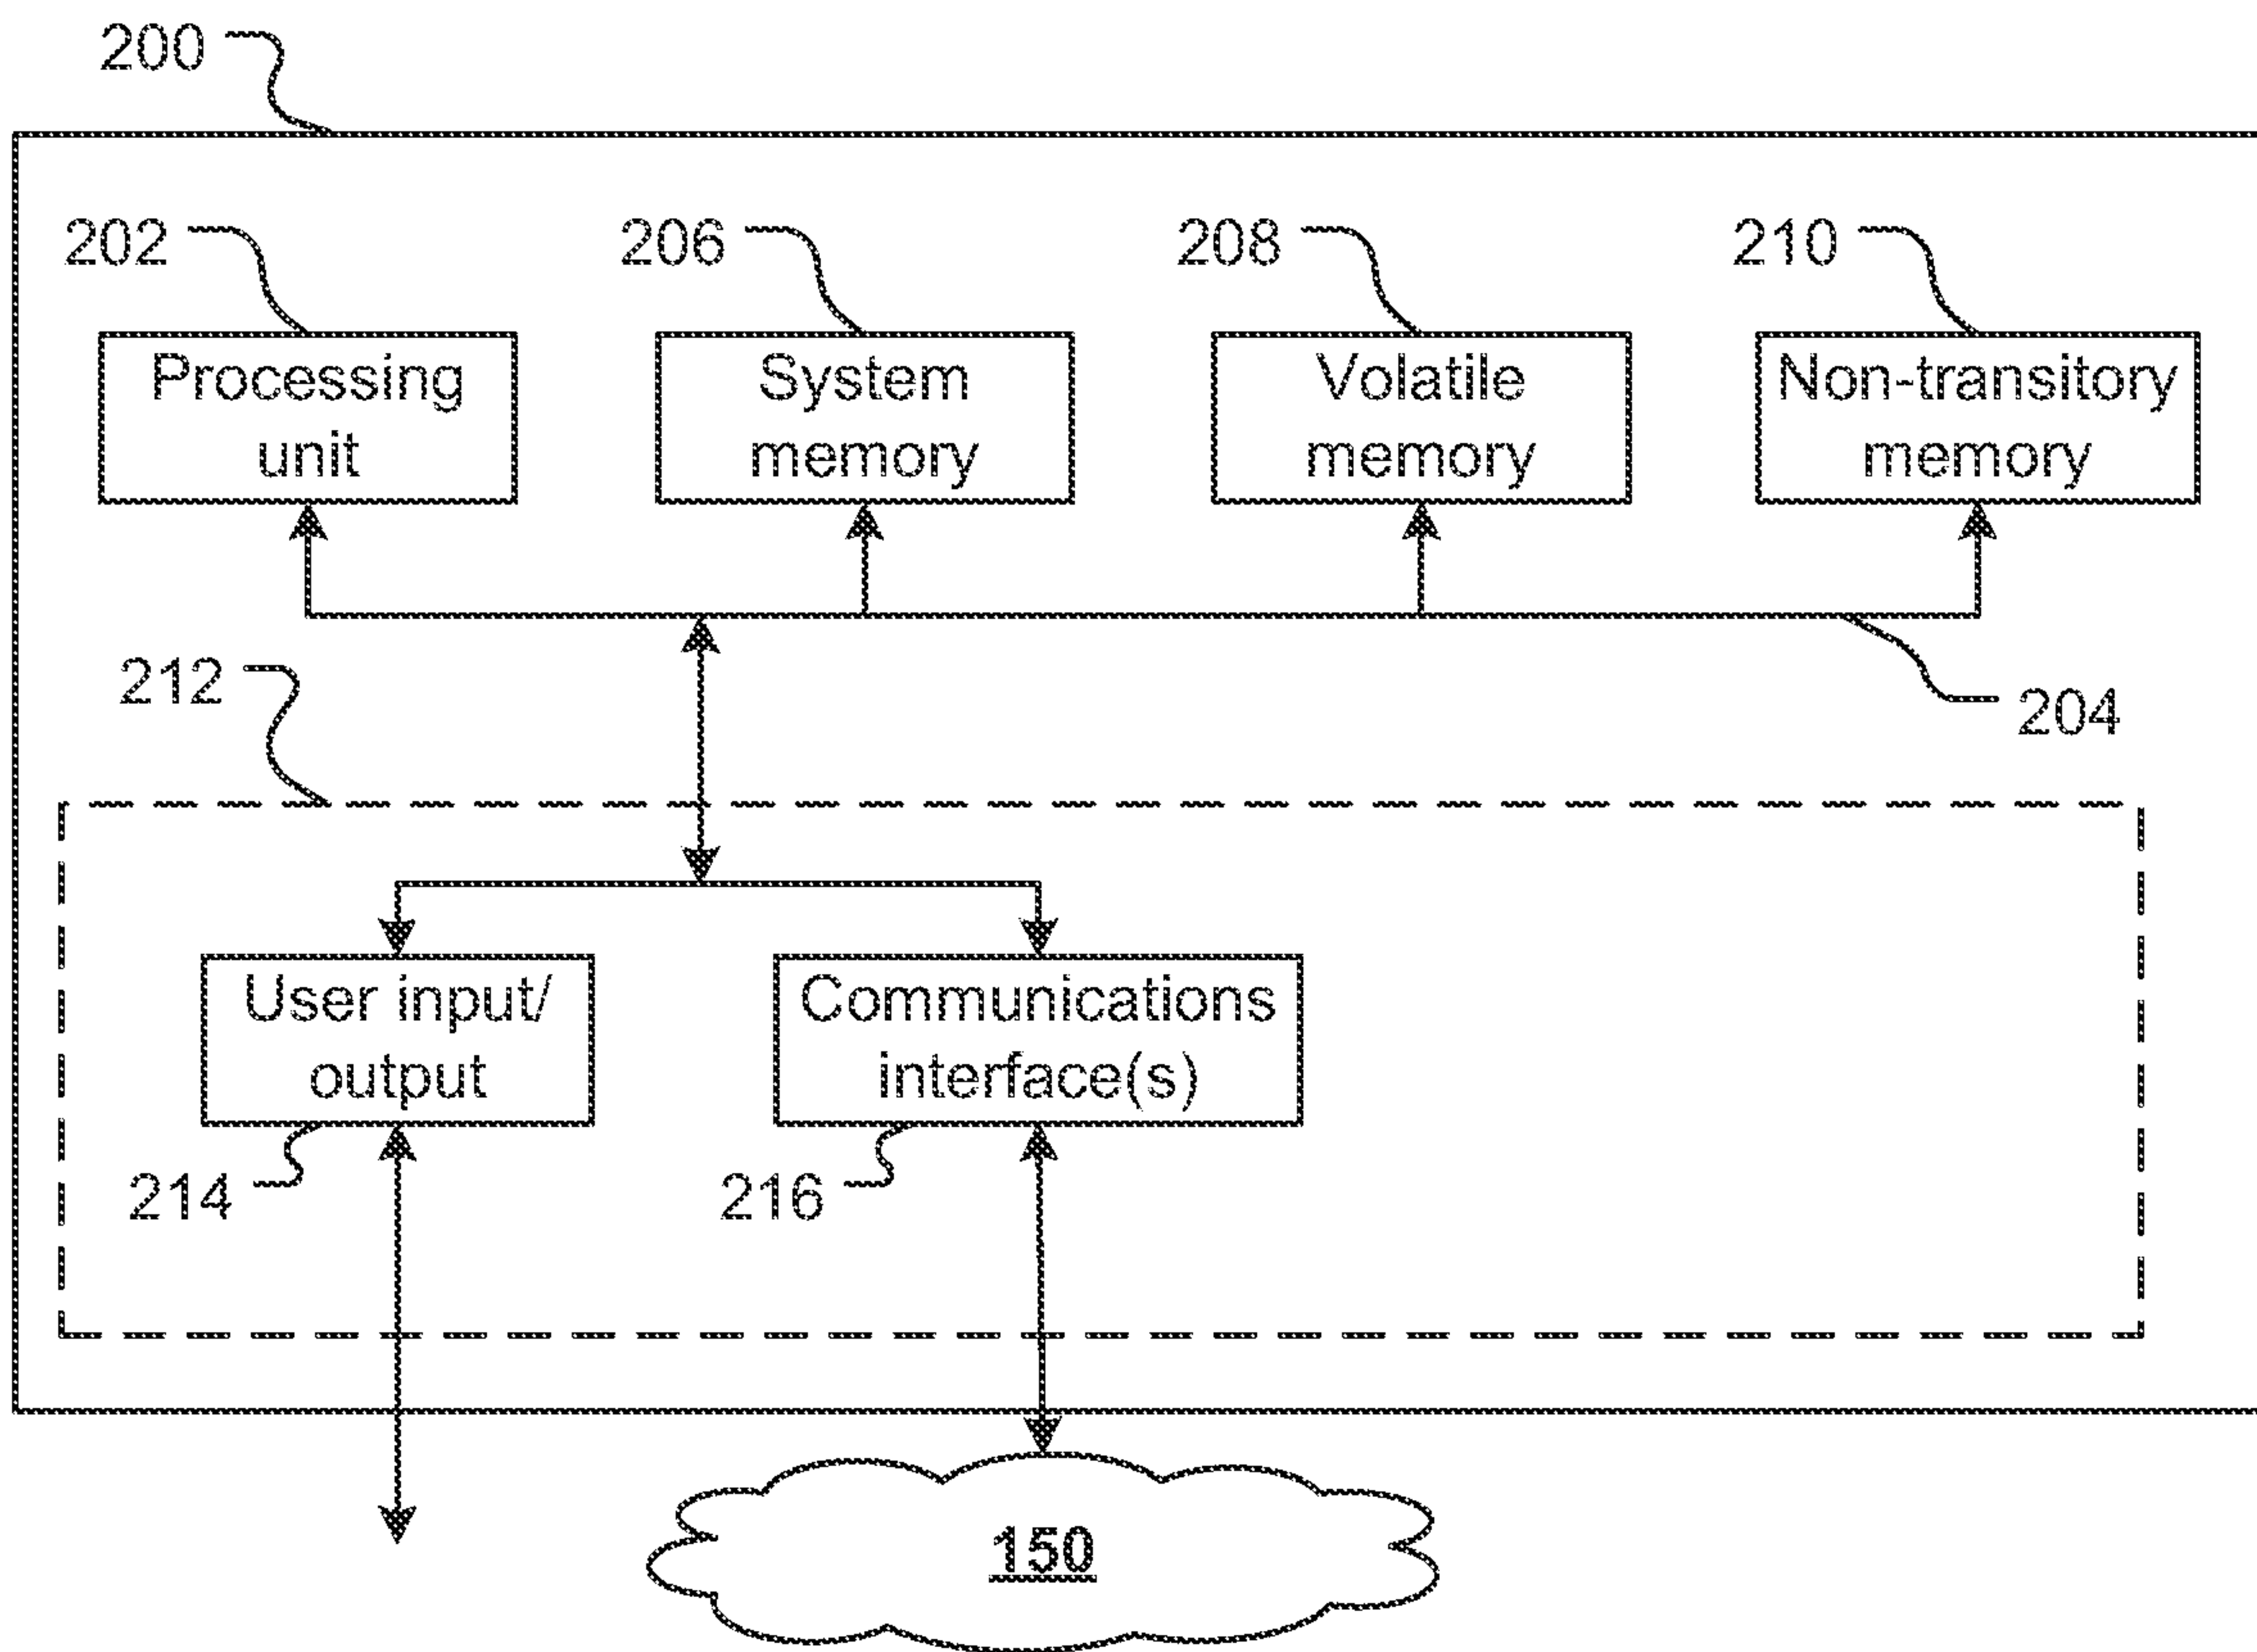 200
202
206
208
210
Processing
unit
System
memory
Volatile
memory
Non-transitory
memory
212
204
User input/
output
Communications
interface(s)
214
216
150